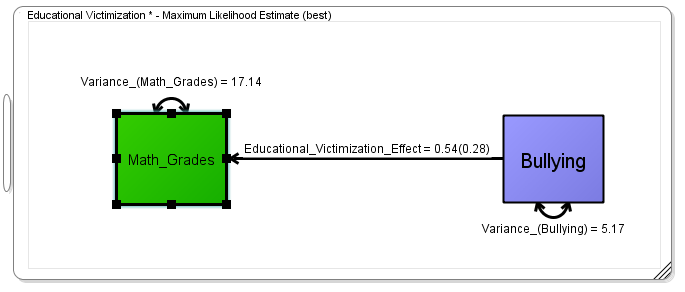 Educational Victimization * - Maximum Likelihood Estimate (best)
Variance_(Math_Grades) = 17.14
Math_Grades
Educational_Victimization_Effect = 0.54(0.28)
Bullying
Variance_(Bullying) = 5.17